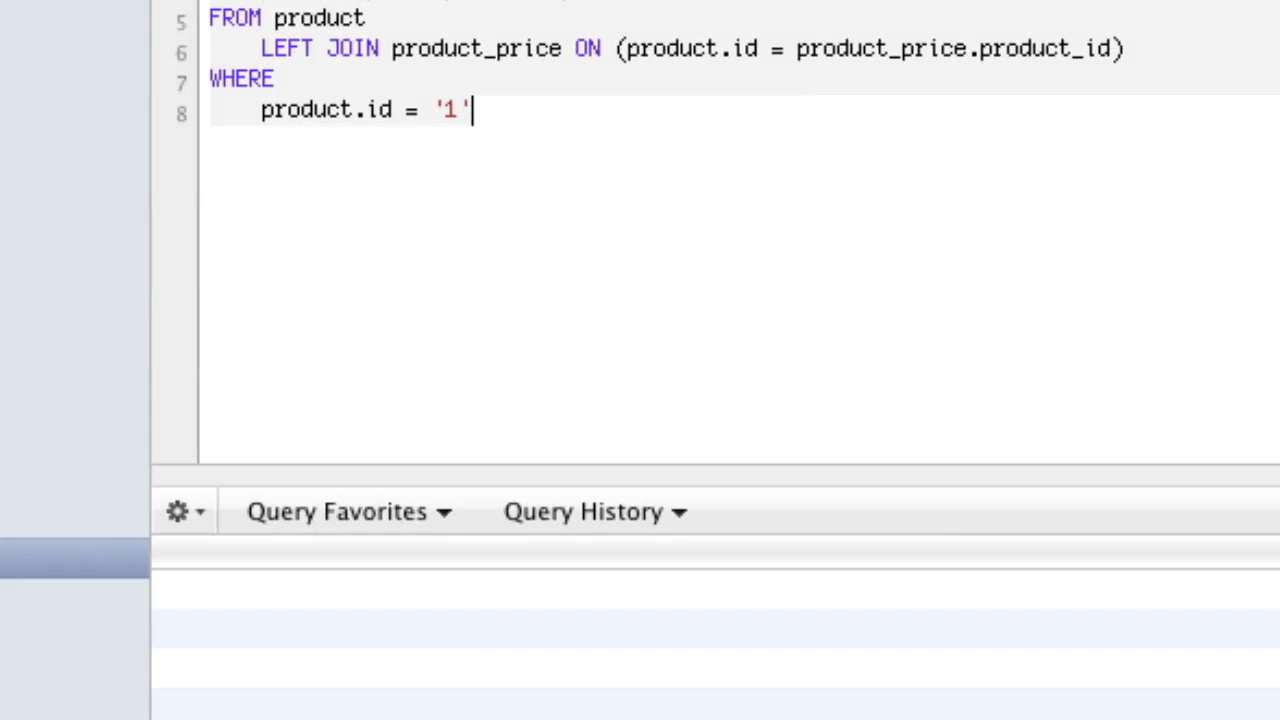 5 FROM product
6 LEFT JOIN product_price ON (product.id = product_price.product_id)
7 WHERE
8 product.id = '1'
Query Favorites Query History